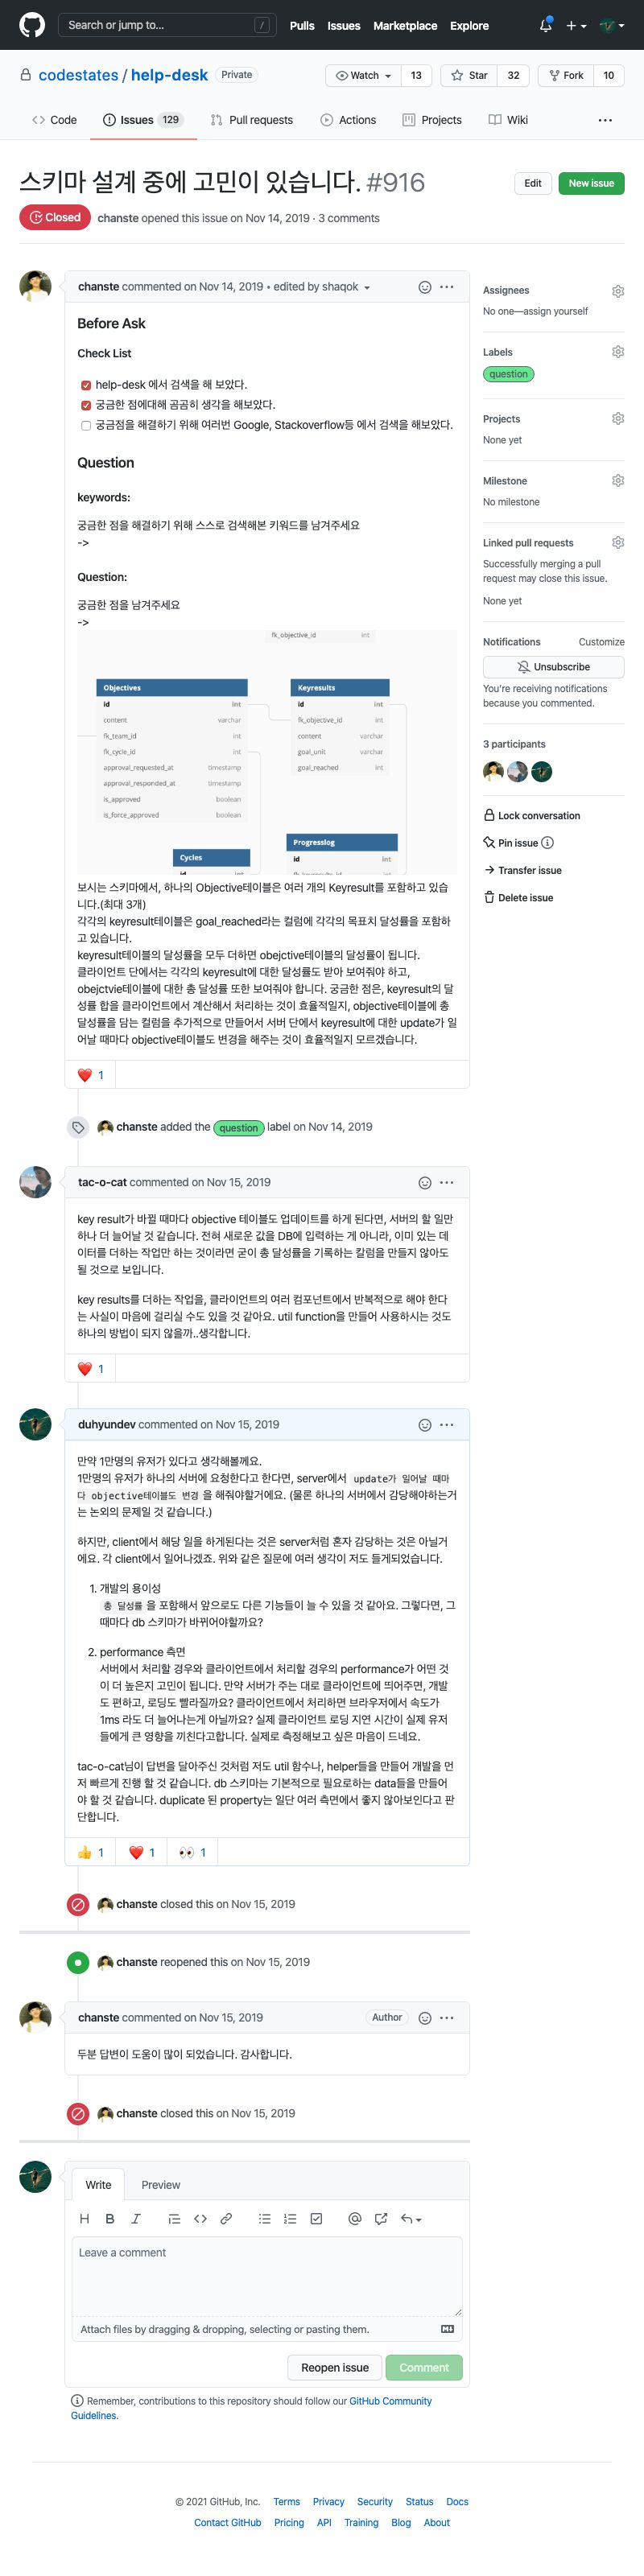 Search or jump to...
/
Pulls Issues Marketplace Explore
codestates / help-desk Private
Watch 13
Star 32
Fork 10
Code
Issues 129
Pull requests
Actions
Projects
Wiki
스키마 설계 중에 고민이 있습니다. #916
Edit
New issue
Closed
chanste opened this issue on Nov 14, 2019 · 3 comments
chanste commented on Nov 14, 2019 • edited by shaqok
Before Ask
Check List
help-desk 에서 검색을 해 보았다.
궁금한 점에대해 곰곰히 생각을 해보았다.
궁금점을 해결하기 위해 여러번 Google, Stackoverflow등 에서 검색을 해보았다.
Question
keywords:
궁금한 점을 해결하기 위해 스스로 검색해본 키워드를 남겨주세요
->
Question:
궁금한 점을 남겨주세요
->
fk_objective_id int
Objectives
id int
content varchar
fk_team_id int
fk_cycle_id int
approval_requested_at timestamp
approval_responded_at timestamp
is_approved boolean
is_force_approved boolean
Keyresults
id int
fk_objective_id int
content varchar
goal_unit varchar
goal_reached int
Cycles
id int
Progresslog
id int
fk_keyresults_id int
보시는 스키마에서, 하나의 Objective테이블은 여러 개의 Keyresult를 포함하고 있습
니다.(최대 3개)
각각의 keyresult테이블은 goal_reached라는 컬럼에 각각의 목표치 달성률을 포함하
고 있습니다.
keyresult테이블의 달성률을 모두 더하면 obejctive테이블의 달성률이 됩니다.
클라이언트 단에서는 각각의 keyresult에 대한 달성률도 받아 보여줘야 하고,
obejctvie테이블에 대한 총 달성률 또한 보여줘야 합니다. 궁금한 점은, keyresult의 달
성률 합을 클라이언트에서 계산해서 처리하는 것이 효율적일지, objective테이블에 총
달성률을 담는 컬럼을 추가적으로 만들어서 서버 단에서 keyresult에 대한 update가 일
어날 때마다 objective테이블도 변경을 해주는 것이 효율적일지 모르겠습니다.
❤️ 1
chanste added the question label on Nov 14, 2019
tac-o-cat commented on Nov 15, 2019
key result가 바뀔 때마다 objective 테이블도 업데이트를 하게 된다면, 서버의 할 일만
하나 더 늘어날 것 같습니다. 전혀 새로운 값을 DB에 입력하는 게 아니라, 이미 있는 데
이터를 더하는 작업만 하는 것이라면 굳이 총 달성률을 기록하는 칼럼을 만들지 않아도
될 것으로 보입니다.
key results를 더하는 작업을, 클라이언트의 여러 컴포넌트에서 반복적으로 해야 한다
는 사실이 마음에 걸리실 수도 있을 것 같아요. util function을 만들어 사용하시는 것도
하나의 방법이 되지 않을까..생각합니다.
❤️ 1
duhyundev commented on Nov 15, 2019
만약 1만명의 유저가 있다고 생각해볼께요.
1만명의 유저가 하나의 서버에 요청한다고 한다면, server에서 update가 일어날 때마
다 objective테이블도 변경 을 해줘야할거에요. (물론 하나의 서버에서 감당해야하는거
는 논외의 문제일 것 같습니다.)
하지만, client에서 해당 일을 하게된다는 것은 server처럼 혼자 감당하는 것은 아닐거
에요. 각 client에서 일어나겠죠. 위와 같은 질문에 여러 생각이 저도 들게되었습니다.
1. 개발의 용이성
총 달성률 을 포함해서 앞으로도 다른 기능들이 늘 수 있을 것 같아요. 그렇다면, 그
때마다 db 스키마가 바뀌어야할까요?
2. performance 측면
서버에서 처리할 경우와 클라이언트에서 처리할 경우의 performance가 어떤 것
이 더 높은지 고민이 됩니다. 만약 서버가 주는 대로 클라이언트에 띄어주면, 개발
도 편하고, 로딩도 빨라질까요? 클라이언트에서 처리하면 브라우저에서 속도가
1ms 라도 더 늘어나는게 아닐까요? 실제 클라이언트 로딩 지연 시간이 실제 유저
들에게 큰 영향을 끼친다고합니다. 실제로 측정해보고 싶은 마음이 드네요.
tac-o-cat님이 답변을 달아주신 것처럼 저도 util 함수나, helper들을 만들어 개발을 먼
저 빠르게 진행 할 것 같습니다. db 스키마는 기본적으로 필요로하는 data들을 만들어
야 할 것 같습니다. duplicate 된 property는 일단 여러 측면에서 좋지 않아보인다고 판
단합니다.
👍 1 ❤️ 1 👀 1
chanste closed this on Nov 15, 2019
chanste reopened this on Nov 15, 2019
chanste commented on Nov 15, 2019 Author
두분 답변이 도움이 많이 되었습니다. 감사합니다.
chanste closed this on Nov 15, 2019
Write Preview
Leave a comment
Attach files by dragging & dropping, selecting or pasting them.
Reopen issue
Comment
Remember, contributions to this repository should follow our GitHub Community
Guidelines.
Assignees
No one—assign yourself
Labels
question
Projects
None yet
Milestone
No milestone
Linked pull requests
Successfully merging a pull
request may close this issue.
None yet
Notifications Customize
Unsubscribe
You're receiving notifications
because you commented.
3 participants
Lock conversation
Pin issue
Transfer issue
Delete issue
© 2021 GitHub, Inc. Terms Privacy Security Status Docs
Contact GitHub Pricing API Training Blog About